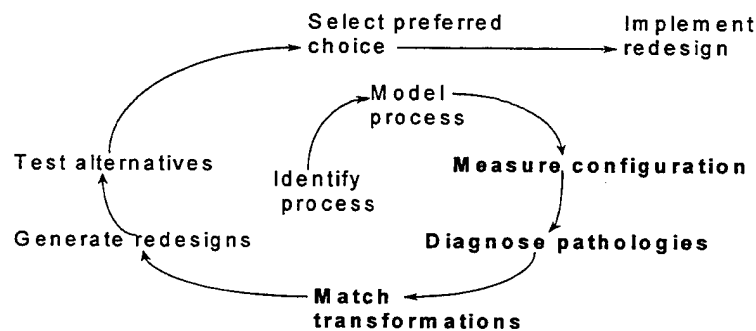 Select preferred
choice
Implement
redesign
Model
process
Test alternatives
Measure configuration
Identify
process
Generate redesigns
Diagnose pathologies
Match
transformations